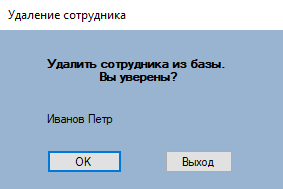 Удаление сотрудника
Удалить сотрудника из базы.
Вы уверены?
Иванов Петр
OK
Выход